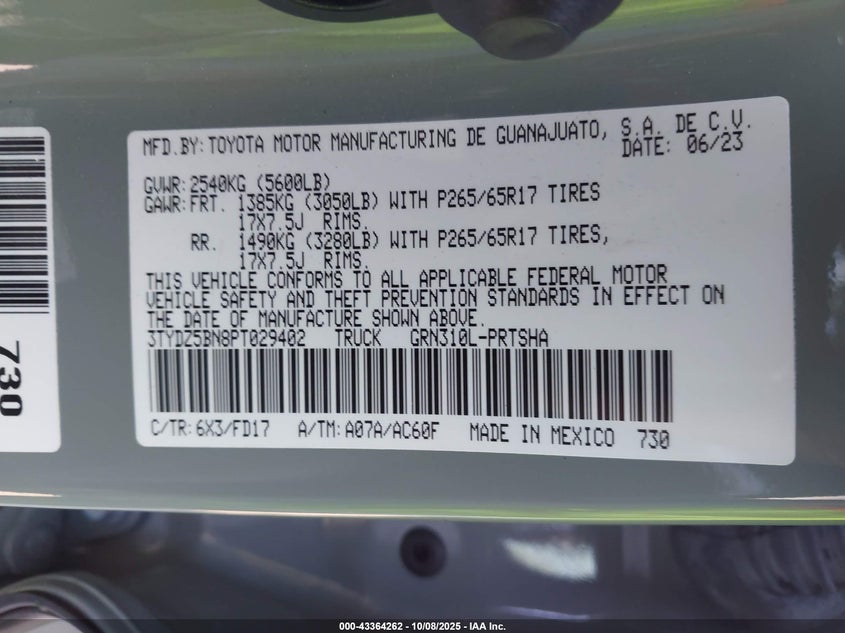 MFD.BY:TOYOTA MOTOR MANUFACTURING DE GUANAJUATO, S.A. DE C.V.
DATE: 06/23
GVWR:2540KG (5600LB)
GAWR:FRT. 1385KG (3050LB) WITH P265/65R17 TIRES
17X7.5J RIMS.
RR. 1490KG (3280LB) WITH P265/65R17 TIRES,
17X7.5J RIMS.
THIS VEHICLE CONFORMS TO ALL APPLICABLE FEDERAL MOTOR
VEHICLE SAFETY AND THEFT PREVENTION STANDARDS IN EFFECT ON
THE DATE OF MANUFACTURE SHOWN ABOVE.
3TYDZ5BN8PT029402 TRUCK GRN310L-PRTSHA
C/TR:6X3/FD17 A/TM:A07A/AC60F MADE IN MEXICO 730
730
000-43364262 - 10/08/2025 - IAA Inc.